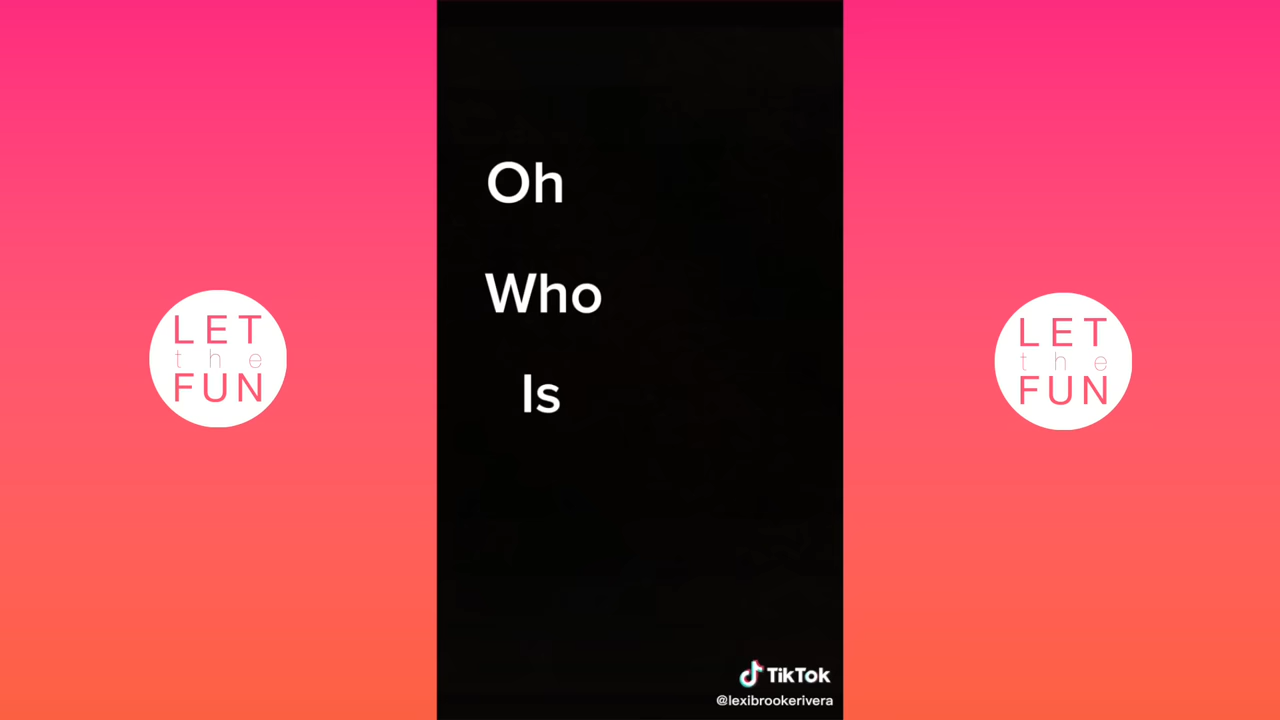 Oh
Who
Is
LET
the
FUN
LET
the
FUN
TikTok
@lexibrookerivera